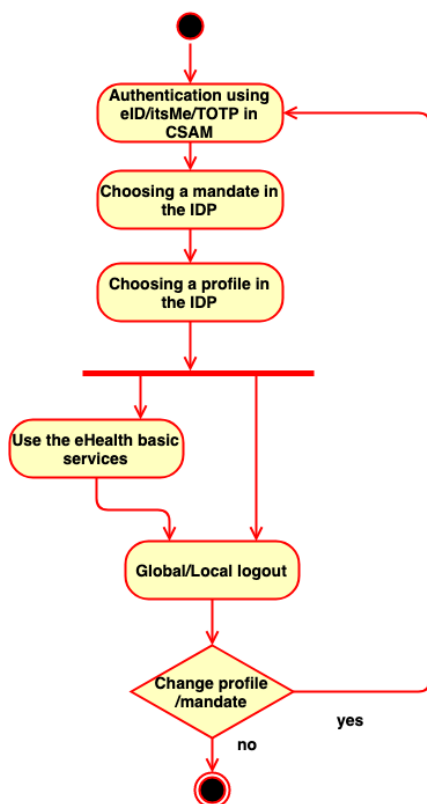 Authentication using
eID/itsMe/TOTP in
CSAM
Choosing a mandate in
the IDP
Choosing a profile in
the IDP
Use the eHealth basic
services
Global/Local logout
Change profile
/mandate
yes
no